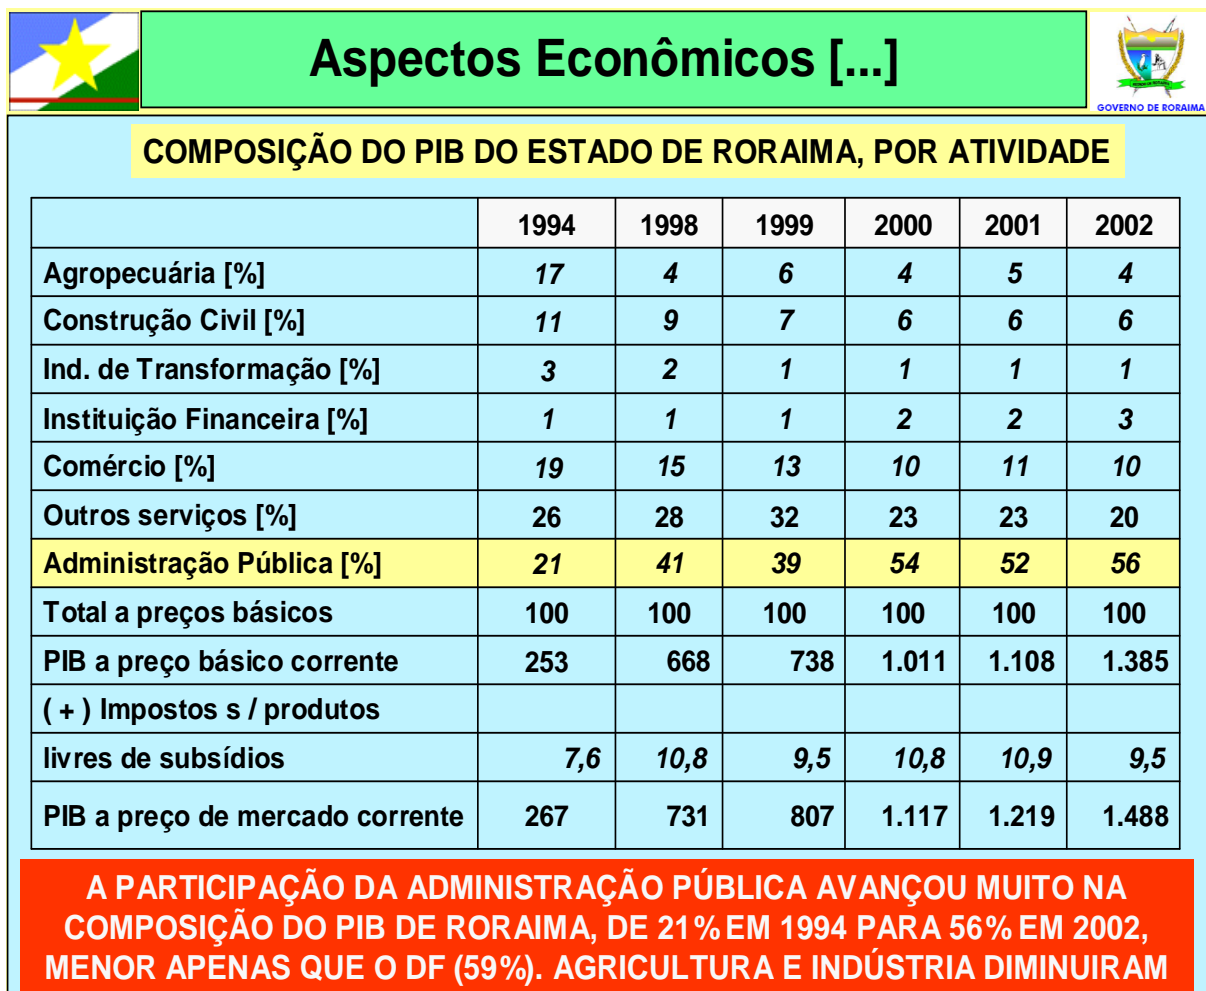 Aspectos Econômicos [...]
GOVERNO DE RORAIMA
COMPOSIÇÃO DO PIB DO ESTADO DE RORAIMA, POR ATIVIDADE
1994 1998 1999 2000 2001 2002
Agropecuária [%] 17 4 6 4 5 4
Construção Civil [%] 11 9 7 6 6 6
Ind. de Transformação [%] 3 2 1 1 1 1
Instituição Financeira [%] 1 1 1 2 2 3
Comércio [%] 19 15 13 10 11 10
Outros serviços [%] 26 28 32 23 23 20
Administração Pública [%] 21 41 39 54 52 56
Total a preços básicos 100 100 100 100 100 100
PIB a preço básico corrente 253 668 738 1.011 1.108 1.385
( + ) Impostos s / produtos
livres de subsídios 7,6 10,8 9,5 10,8 10,9 9,5
PIB a preço de mercado corrente 267 731 807 1.117 1.219 1.488
A PARTICIPAÇÃO DA ADMINISTRAÇÃO PÚBLICA AVANÇOU MUITO NA
COMPOSIÇÃO DO PIB DE RORAIMA, DE 21% EM 1994 PARA 56% EM 2002,
MENOR APENAS QUE O DF (59%). AGRICULTURA E INDÚSTRIA DIMINUIRAM